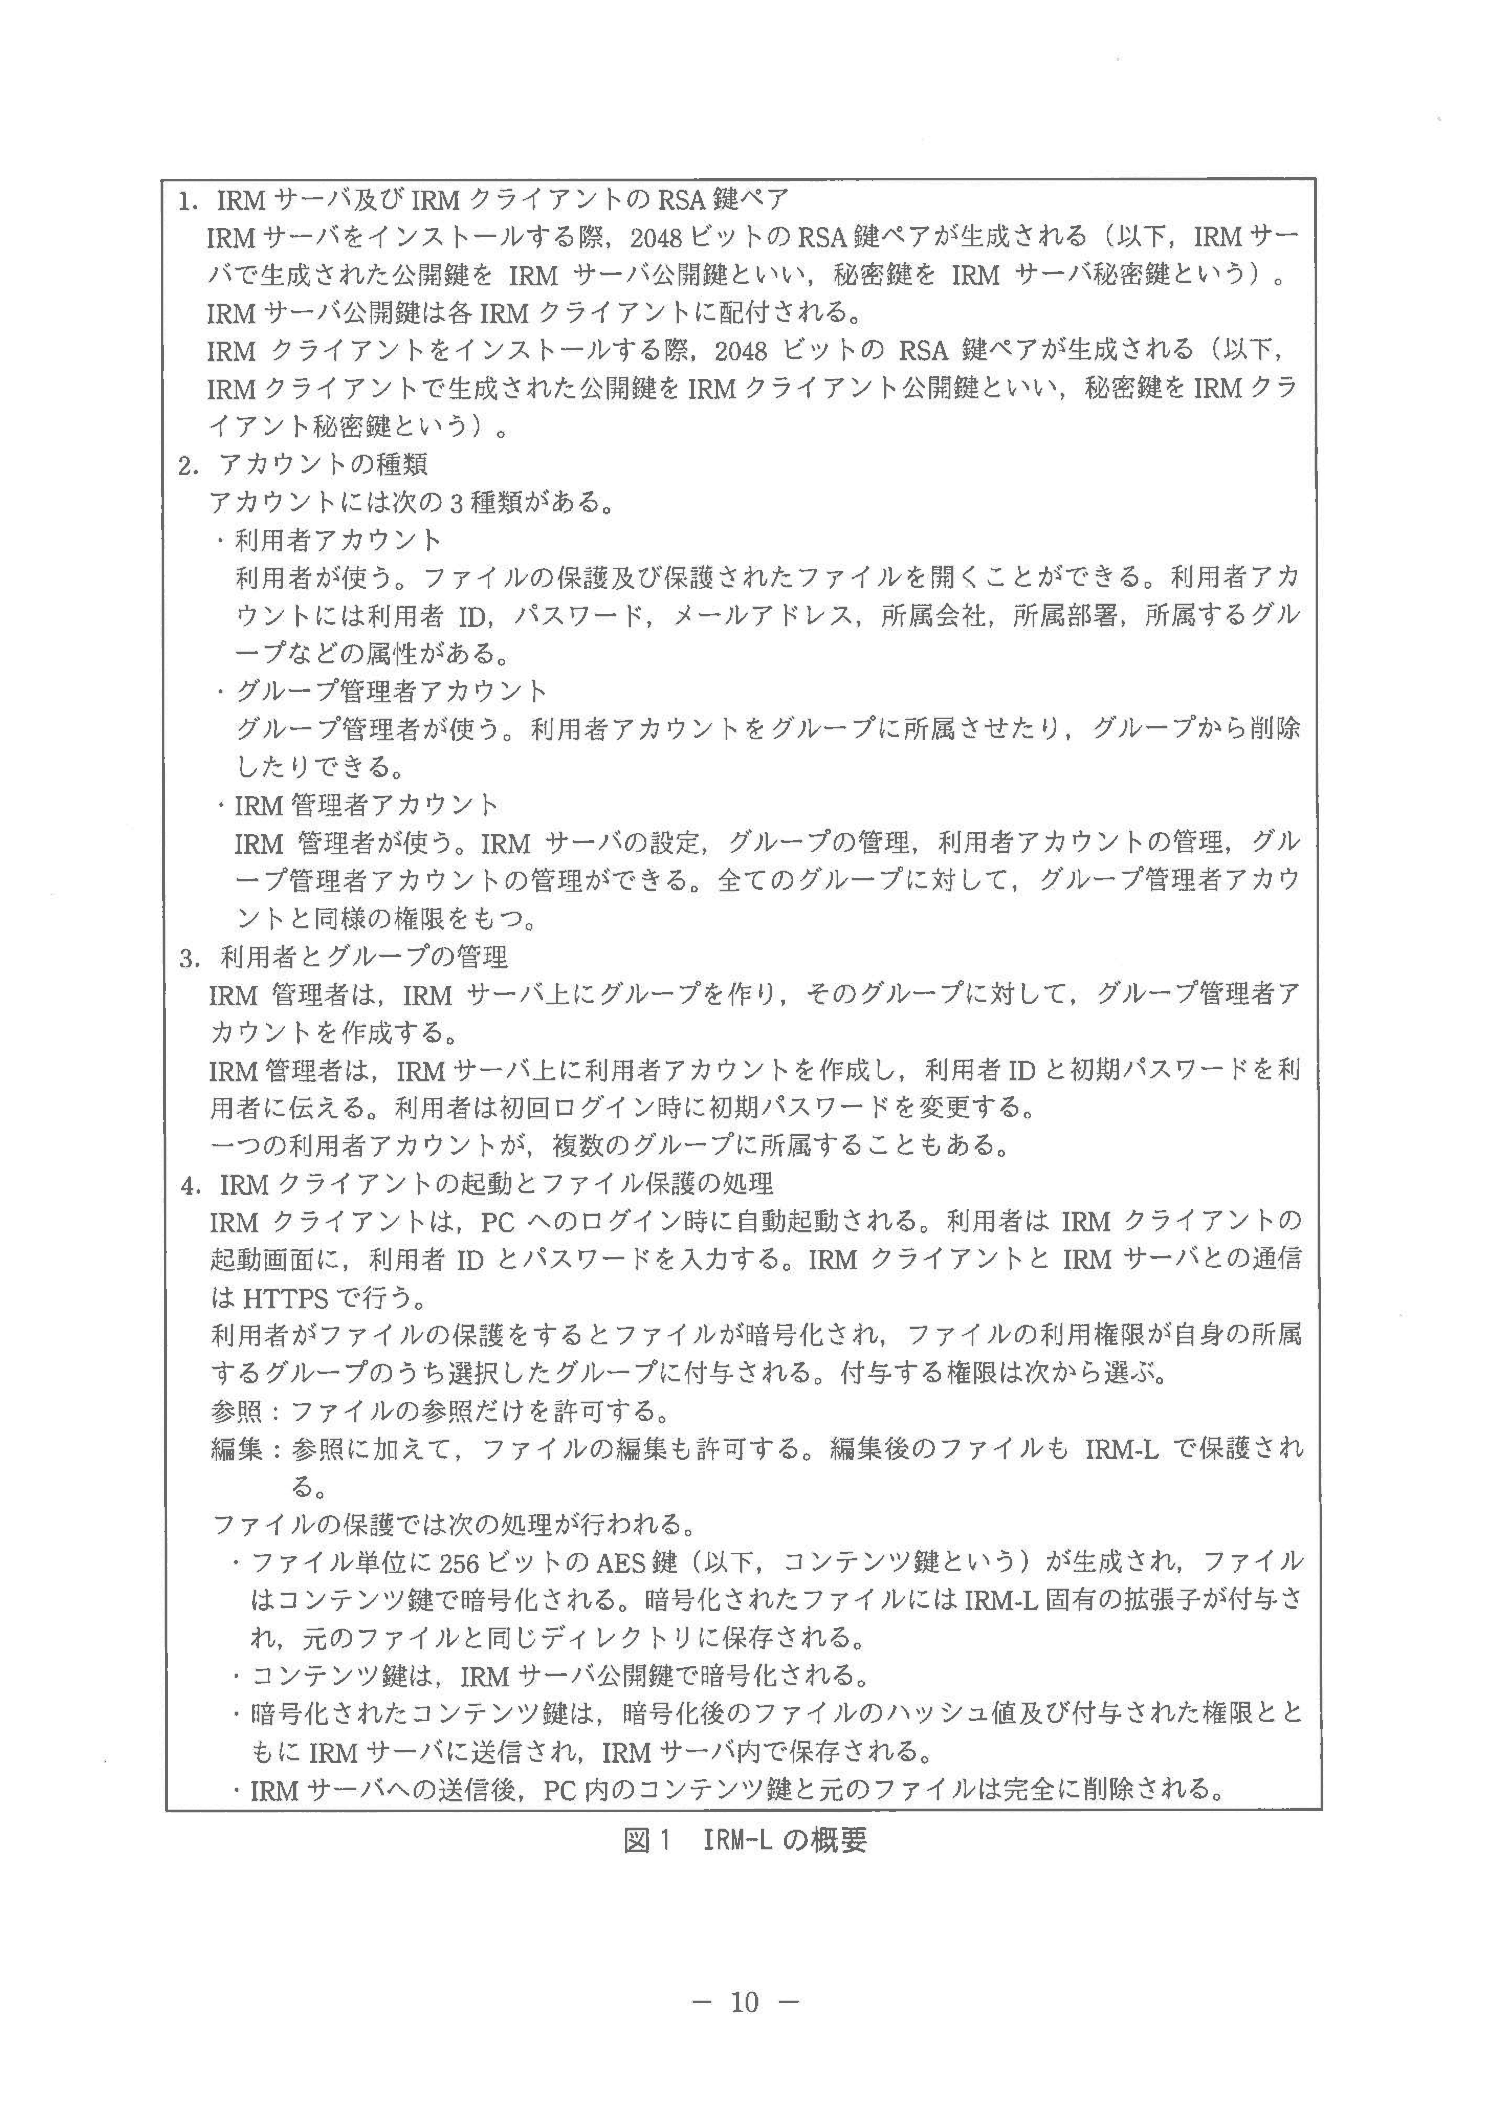 1. IRM サーバ及び IRM クライアントの RSA 鍵ペア
IRM サーバをインストールする際，2048 ビットの RSA 鍵ペアが生成される（以下，IRM サー
バで生成された公開鍵を IRM サーバ公開鍵といい，秘密鍵を IRM サーバ秘密鍵という）。
IRM サーバ公開鍵は各 IRM クライアントに配付される。
IRM クライアントをインストールする際，2048 ビットの RSA 鍵ペアが生成される（以下，
IRM クライアントで生成された公開鍵を IRM クライアント公開鍵といい，秘密鍵を IRM クラ
イアント秘密鍵という）。
2. アカウントの種類
アカウントには次の 3 種類がある。
・利用者アカウント
利用者が使う。ファイルの保護及び保護されたファイルを開くことができる。利用者アカ
ウントには利用者 ID，パスワード，メールアドレス，所属会社，所属部署，所属するグル
ープなどの属性がある。
・グループ管理者アカウント
グループ管理者が使う。利用者アカウントをグループに所属させたり，グループから削除
したりできる。
・IRM 管理者アカウント
IRM 管理者が使う。IRM サーバの設定，グループの管理，利用者アカウントの管理，グル
ープ管理者アカウントの管理ができる。全てのグループに対して，グループ管理者アカウ
ントと同様の権限をもつ。
3. 利用者とグループの管理
IRM 管理者は，IRM サーバ上にグループを作り，そのグループに対して，グループ管理者ア
カウントを作成する。
IRM 管理者は，IRM サーバ上に利用者アカウントを作成し，利用者 ID と初期パスワードを利
用者に伝える。利用者は初回ログイン時に初期パスワードを変更する。
一つの利用者アカウントが，複数のグループに所属することもある。
4. IRM クライアントの起動とファイル保護の処理
IRM クライアントは，PC へのログイン時に自動起動される。利用者は IRM クライアントの
起動画面に，利用者 ID とパスワードを入力する。IRM クライアントと IRM サーバとの通信
は HTTPS で行う。
利用者がファイルの保護をするとファイルが暗号化され，ファイルの利用権限が自身の所属
するグループのうち選択したグループに付与される。付与する権限は次から選ぶ。
参照：ファイルの参照だけを許可する。
編集：参照に加えて，ファイルの編集も許可する。編集後のファイルも IRM-L で保護され
る。
ファイルの保護では次の処理が行われる。
・ファイル単位に 256 ビットの AES 鍵（以下，コンテンツ鍵という）が生成され，ファイル
はコンテンツ鍵で暗号化される。暗号化されたファイルには IRM-L 固有の拡張子が付与さ
れ，元のファイルと同じディレクトリに保存される。
・コンテンツ鍵は，IRM サーバ公開鍵で暗号化される。
・暗号化されたコンテンツ鍵は，暗号化後のファイルのハッシュ値及び付与された権限とと
もに IRM サーバに送信され，IRM サーバ内で保存される。
・IRM サーバへの送信後，PC 内のコンテンツ鍵と元のファイルは完全に削除される。
図 1 IRM-L の概要
－ 10 －